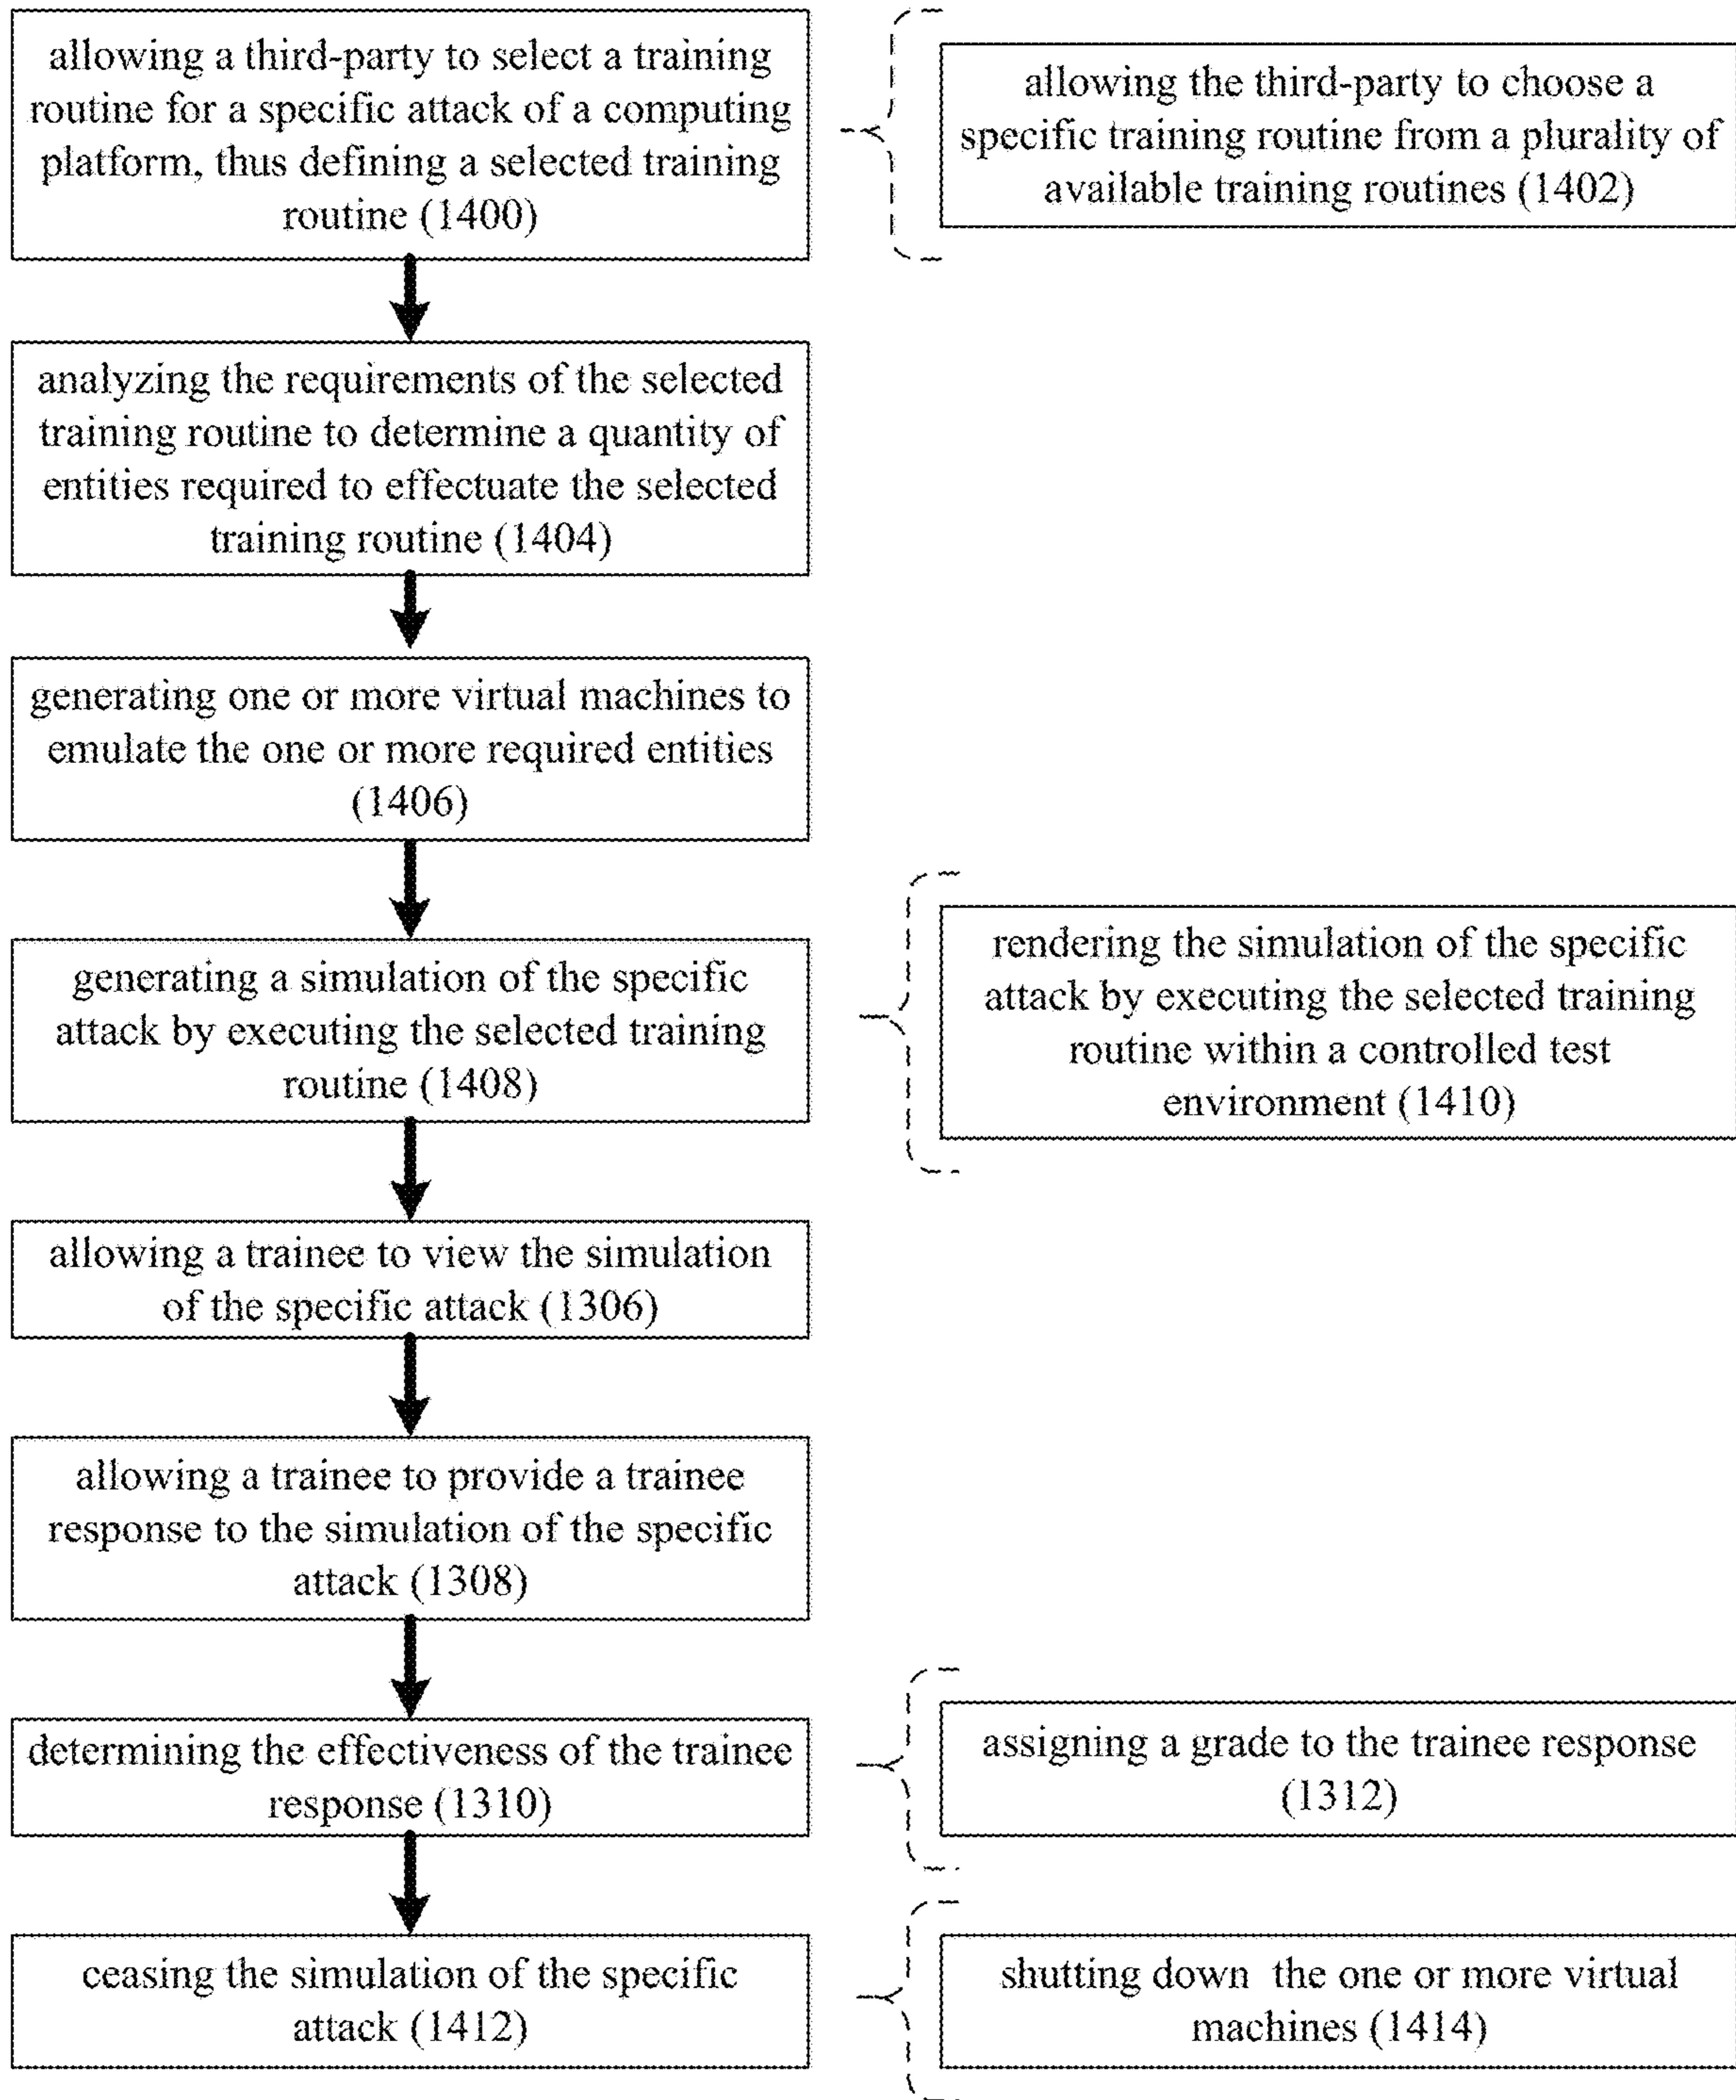 allowing a third-party to select a training
routine for a specific attack of a computing
platform, thus defining a selected training
routine (1400)
allowing the third-party to choose a
specific training routine from a plurality of
available training routines (1402)
analyzing the requirements of the selected
training routine to determine a quantity of
entities required to effectuate the selected
training routine (1404)
generating one or more virtual machines to
emulate the one or more required entities
(1406)
generating a simulation of the specific
attack by executing the selected training
routine (1408)
rendering the simulation of the specific
attack by executing the selected training
routine within a controlled test
environment (1410)
allowing a trainee to view the simulation
of the specific attack (1306)
allowing a trainee to provide a trainee
response to the simulation of the specific
attack (1308)
determining the effectiveness of the trainee
response (1310)
assigning a grade to the trainee response
(1312)
ceasing the simulation of the specific
attack (1412)
shutting down the one or more virtual
machines (1414)